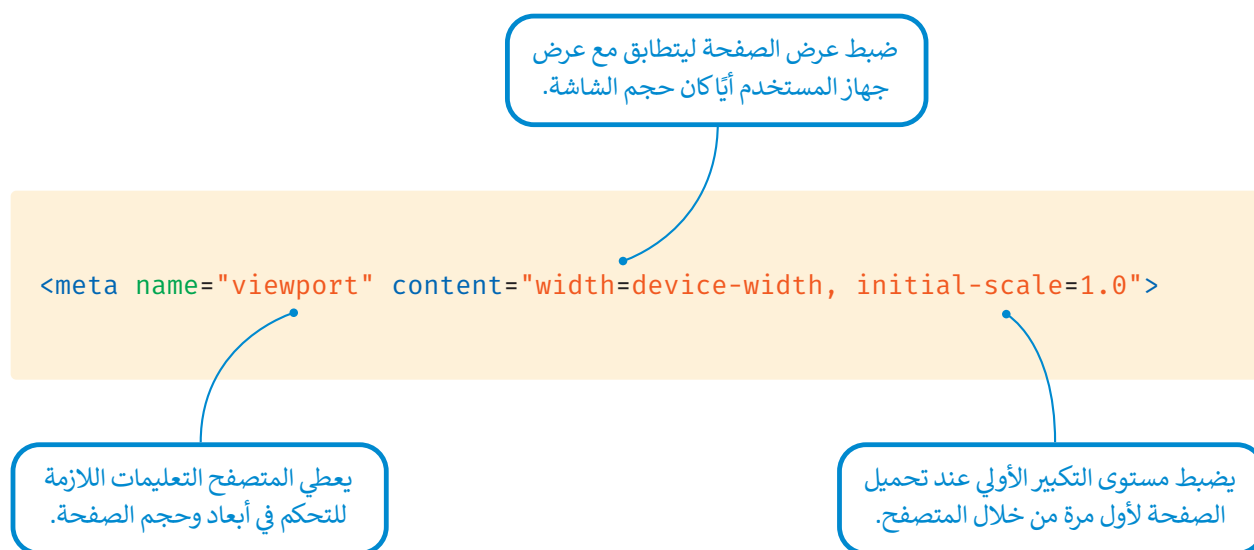 ضبط عرض الصفحة ليتطابق مع عرض
جهاز المستخدم أيًا كان حجم الشاشة.
<meta name="viewport" content="width=device-width, initial-scale=1.0">
يضبط مستوى التكبير الأولي عند تحميل
الصفحة لأول مرة من خلال المتصفح.
يعطي المتصفح التعليمات اللازمة
للتحكم في أبعاد وحجم الصفحة.